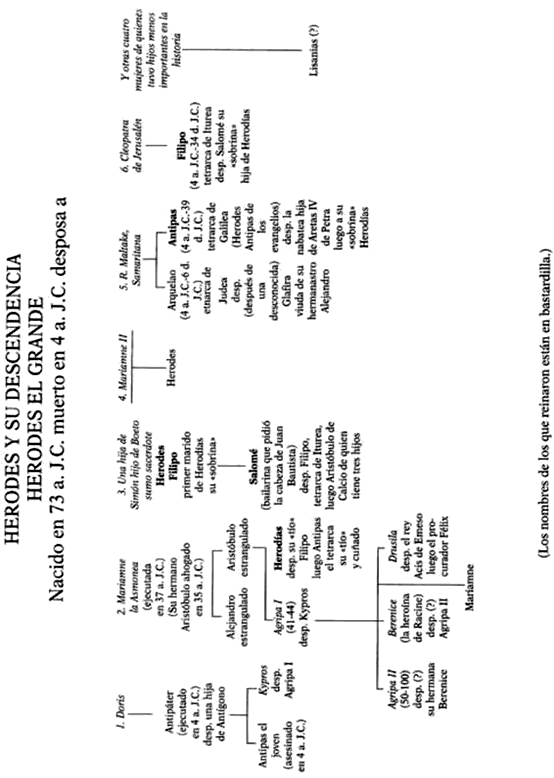 HERODES Y SU DESCENDENCIA
HERODES EL GRANDE
Nacido en 73 a. J.C. muerto en 4 a. J.C. desposa a
1. Doris
Antipáter
(ejecutado
en 4 a. J.C.)
desp. una hija
de Antígono
Antipas el
joven
(asesinado
en 4 a. J.C.)
Kypros
desp.
Agripa I
2. Mariamne
la Asmonea
(ejecutada
en 37 a. J.C.)
(Su hermano
Aristóbulo ahogado
en 35 a. J.C.)
Alejandro
estrangulado
Aristóbulo
estrangulado
Agripa I
(41-44)
desp. Kypros
Herodías
desp. su «tío»
Filipo
luego Antipas
el tetrarca
su «tío»
y cuñado
Agripa II
(50-100)
desp. (?)
su hermana
Berenice
Berenice
(la heroína
de Racine)
desp. (?)
Agripa II
Drusila
desp. el rey
Acis de Emeso
luego el pro-
curador Félix
Mariamne
3. Una hija de
Simón hijo de Boeto
sumo sacerdote
Herodes
Filipo
primer marido
de Herodías
su «sobrina»
Salomé
(bailarina que pidió
la cabeza de Juan
Bautista)
desp. Filipo,
tetrarca de Iturea,
luego Aristóbulo de
Calcio de quien
tiene tres hijos
4. Mariamne II
Herodes
5. R. Maltake,
Samaritana
Arquelao
(4 a. J.C.-6 d.
J.C.)
etnarca de
Judea
desp.
(después de
una
desconocida)
Glafira
viuda de su
hermanastro
Alejandro
Antipas
(4 a. J.C.-39
d. J.C.)
tetrarca de
Galilea
(Herodes
Antipas de
los
evangelios)
desp. la
nabatea hija
de Aretas IV
de Petra
luego a su
«sobrina»
Herodías
6. Cleopatra
de Jerusalén
Filipo
(4 a. J.C.-34 d. J.C.)
tetrarca de Iturea
desp. Salomé su
«sobrina»
hija de Herodías
Y otras cuatro
mujeres de quienes
tuvo hijos menos
importantes en la
historia
Lisanias (?)
(Los nombres de los que reinaron están en bastardilla.)